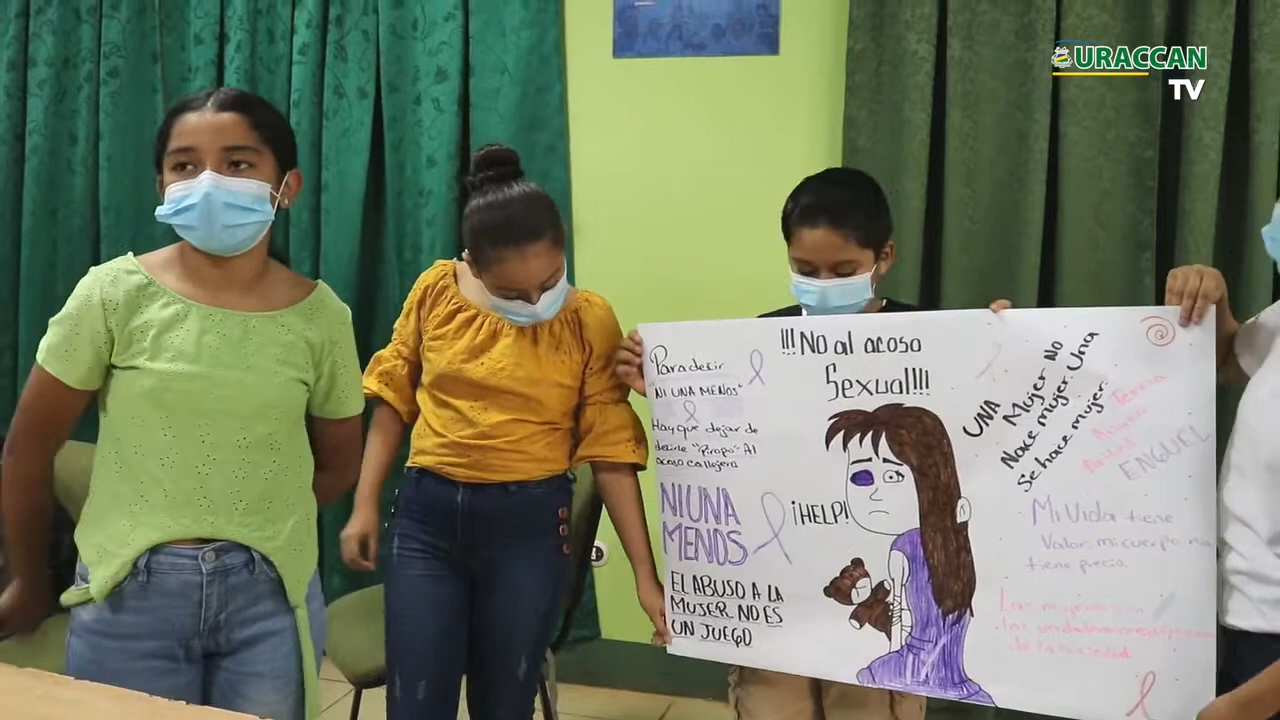 URACCAN
TV
!!!No al acoso
Sexual!!!
Para decir
"NI UNA MENOS"
Hay que dejar de
decirle "Piropo" Al
acoso callejero
NI UNA
MENOS
EL ABUSO A LA
MUJER NO ES
UN JUEGO
¡HELP!
UNA Mujer NO
Nace mujer Una
Se hace mujer.
Mi Vida tiene
Valor, mi cuerpo no
tiene precio.